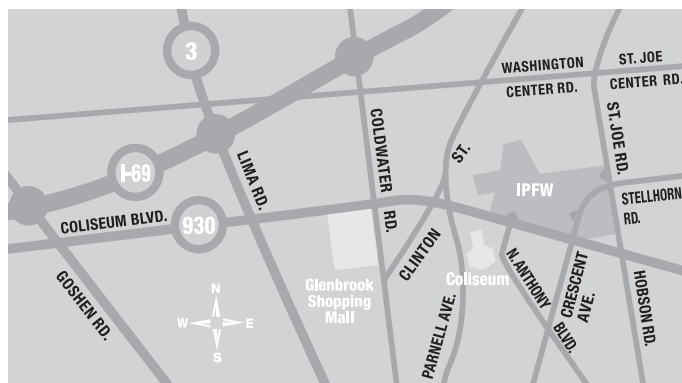 3
WASHINGTON
CENTER RD.
ST. JOE
CENTER RD.
COLDWATER
RD.
ST. JOE RD.
I-69
LIMA RD.
CLINTON
ST.
IPFW
STELLHORN
RD.
COLISEUM BLVD.
930
GOSHEN RD.
Glenbrook
Shopping
Mall
Coliseum
N
W E
S
PARNELL AVE.
N. ANTHONY
BLVD.
CRESCENT
AVE.
HOBSON RD.